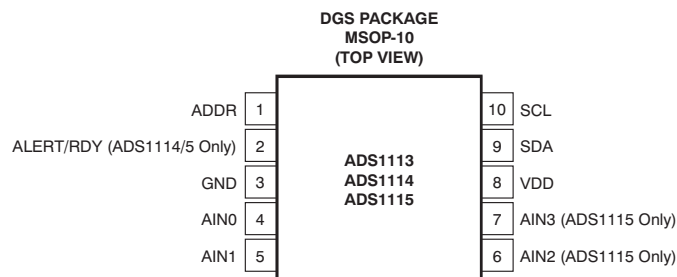 DGS PACKAGE
MSOP-10
(TOP VIEW)
ADDR 1
10 SCL
ALERT/RDY (ADS1114/5 Only) 2
9 SDA
ADS1113
ADS1114
ADS1115
GND 3
8 VDD
AIN0 4
7 AIN3 (ADS1115 Only)
AIN1 5
6 AIN2 (ADS1115 Only)